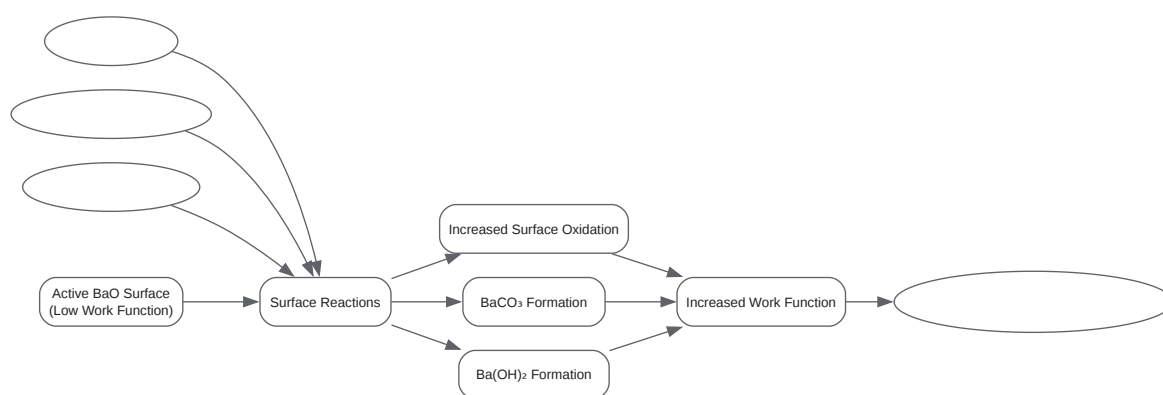 Increased Surface Oxidation
Active BaO Surface
(Low Work Function)
Surface Reactions
BaCO₃ Formation
Increased Work Function
Ba(OH)₂ Formation